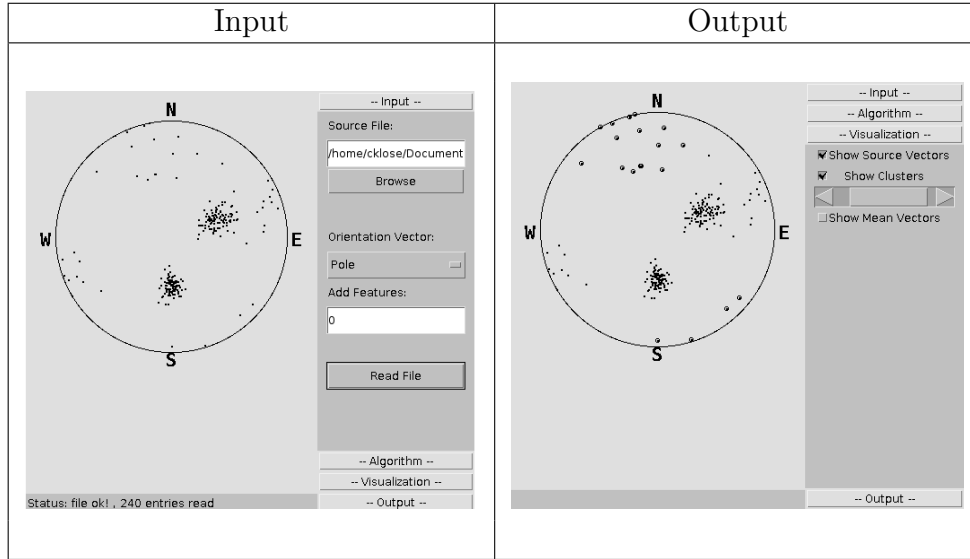 Input
Output
N
W
E
S
-- Input --
Source File:
/home/cklose/Document
Browse
Orientation Vector:
Pole
Add Features:
0
Read File
-- Algorithm --
-- Visualization --
-- Output --
Status: file ok! , 240 entries read
N
W
E
S
-- Input --
-- Algorithm --
-- Visualization --
Show Source Vectors
Show Clusters
Show Mean Vectors
-- Output --